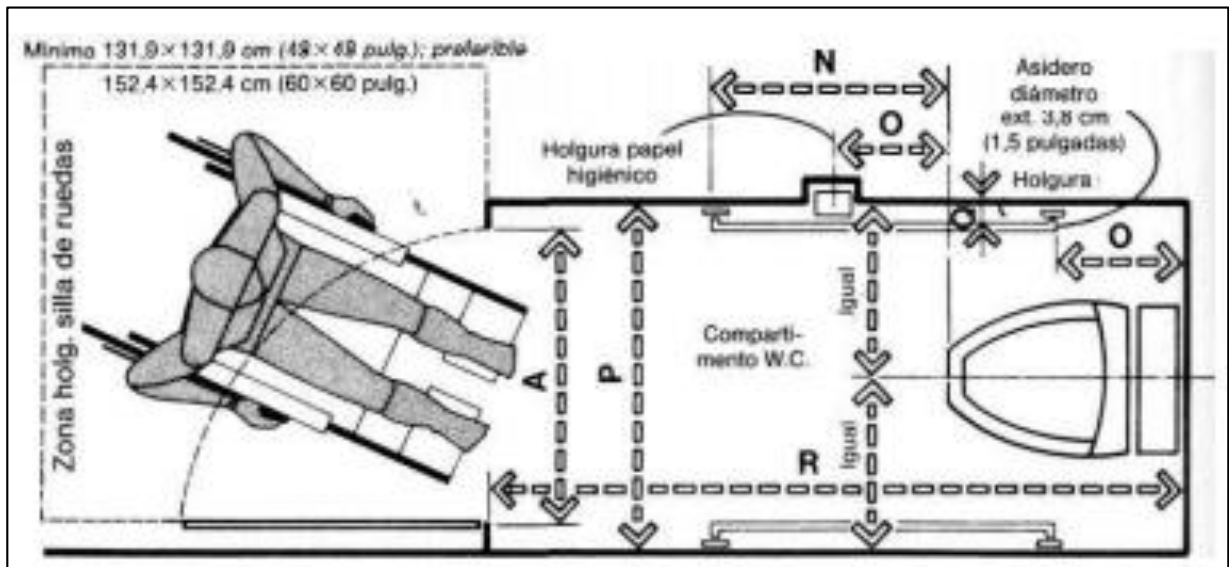 Mínimo 131,9×131,9 cm (48×48 pulg.); preferible
152,4×152,4 cm (60×60 pulg.)
Zona holg. silla de ruedas
Holgura papel
higiénico
N
O
Asidero
diámetro
ext. 3,8 cm
(1,5 pulgadas)
Holgura
Q
O
Igual
Comparti-
mento W.C.
A
P
R
Igual